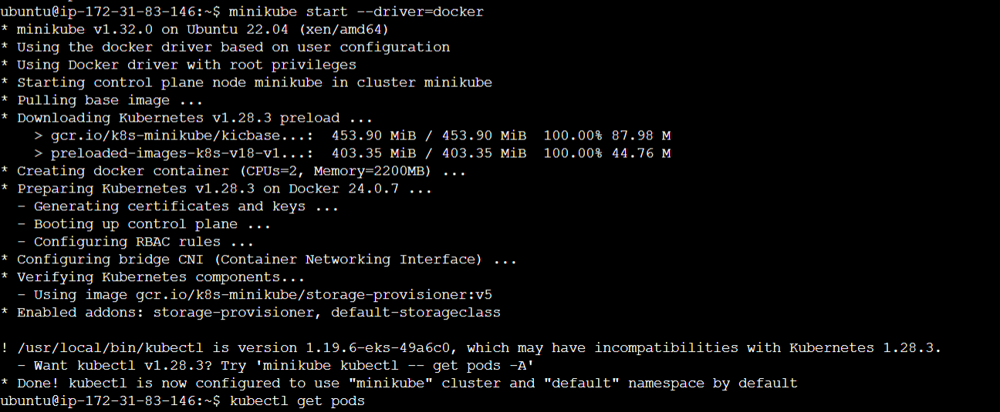 ubuntu@ip-172-31-83-146:~$ minikube start --driver=docker
* minikube v1.32.0 on Ubuntu 22.04 (xen/amd64)
* Using the docker driver based on user configuration
* Using Docker driver with root privileges
* Starting control plane node minikube in cluster minikube
* Pulling base image ...
* Downloading Kubernetes v1.28.3 preload ...
    > gcr.io/k8s-minikube/kicbase...:  453.90 MiB / 453.90 MiB  100.00% 87.98 M
    > preloaded-images-k8s-v18-v1...:  403.35 MiB / 403.35 MiB  100.00% 44.76 M
* Creating docker container (CPUs=2, Memory=2200MB) ...
* Preparing Kubernetes v1.28.3 on Docker 24.0.7 ...
  - Generating certificates and keys ...
  - Booting up control plane ...
  - Configuring RBAC rules ...
* Configuring bridge CNI (Container Networking Interface) ...
* Verifying Kubernetes components...
  - Using image gcr.io/k8s-minikube/storage-provisioner:v5
* Enabled addons: storage-provisioner, default-storageclass

! /usr/local/bin/kubectl is version 1.19.6-eks-49a6c0, which may have incompatibilities with Kubernetes 1.28.3.
  - Want kubectl v1.28.3? Try 'minikube kubectl -- get pods -A'
* Done! kubectl is now configured to use "minikube" cluster and "default" namespace by default
ubuntu@ip-172-31-83-146:~$ kubectl get pods